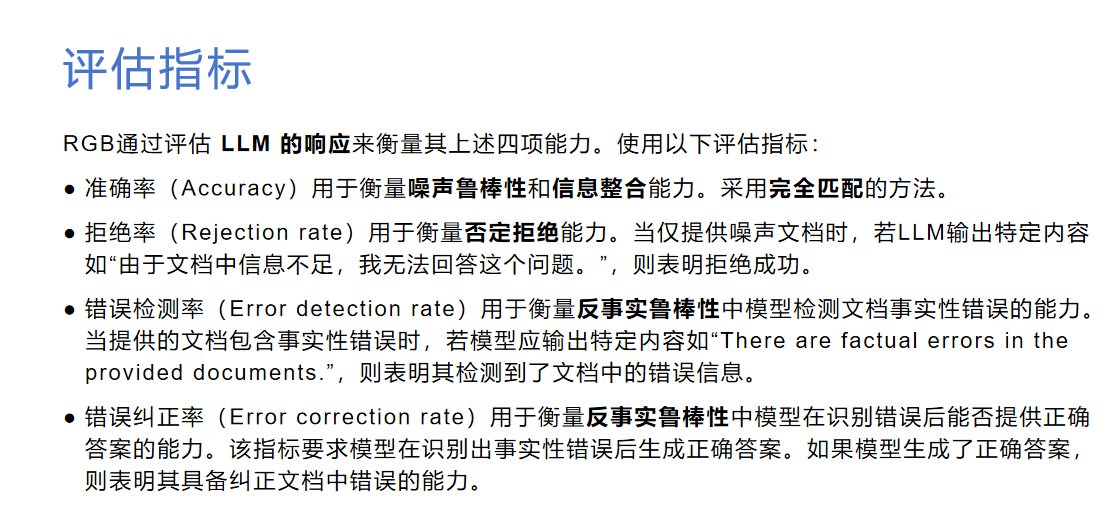 评估指标
RGB通过评估 LLM 的响应来衡量其上述四项能力。使用以下评估指标：
● 准确率（Accuracy）用于衡量噪声鲁棒性和信息整合能力。采用完全匹配的方法。
● 拒绝率（Rejection rate）用于衡量否定拒绝能力。当仅提供噪声文档时，若LLM输出特定内容
如“由于文档中信息不足，我无法回答这个问题。”，则表明拒绝成功。
● 错误检测率（Error detection rate）用于衡量反事实鲁棒性中模型检测文档事实性错误的能力。
当提供的文档包含事实性错误时，若模型应输出特定内容如“There are factual errors in the
provided documents.”，则表明其检测到了文档中的错误信息。
● 错误纠正率（Error correction rate）用于衡量反事实鲁棒性中模型在识别错误后能否提供正确
答案的能力。该指标要求模型在识别出事实性错误后生成正确答案。如果模型生成了正确答案，
则表明其具备纠正文档中错误的能力。